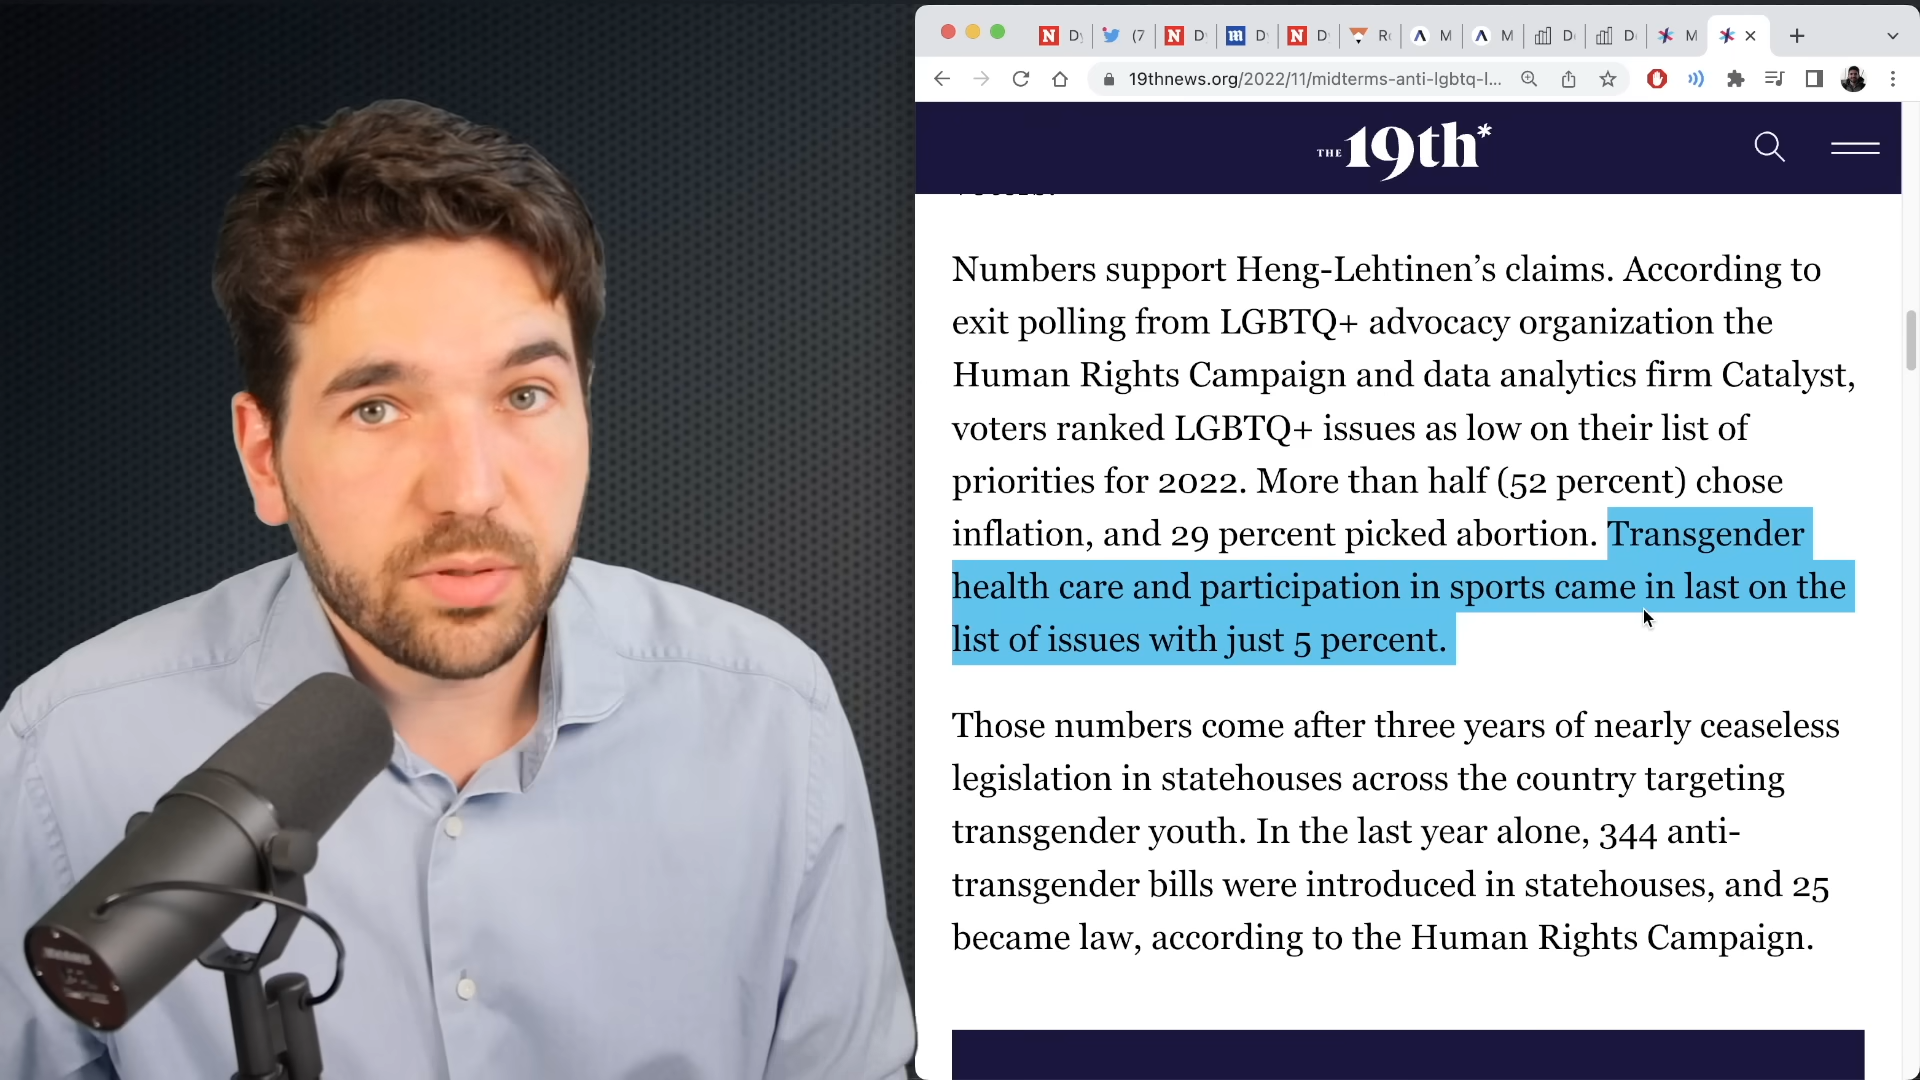 N D
(7
N D
m D
N D
R
M
M
D
D
M
19thnews.org/2022/11/midterms-anti-lgbtq-l...
THE 19th*
Numbers support Heng-Lehtinen’s claims. According to
exit polling from LGBTQ+ advocacy organization the
Human Rights Campaign and data analytics firm Catalyst,
voters ranked LGBTQ+ issues as low on their list of
priorities for 2022. More than half (52 percent) chose
inflation, and 29 percent picked abortion. Transgender
health care and participation in sports came in last on the
list of issues with just 5 percent.
Those numbers come after three years of nearly ceaseless
legislation in statehouses across the country targeting
transgender youth. In the last year alone, 344 anti-
transgender bills were introduced in statehouses, and 25
became law, according to the Human Rights Campaign.